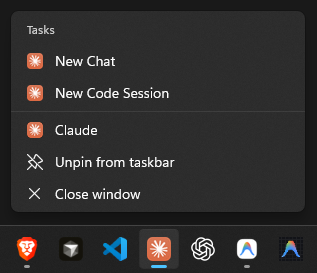 Tasks
New Chat
New Code Session
Claude
Unpin from taskbar
Close window